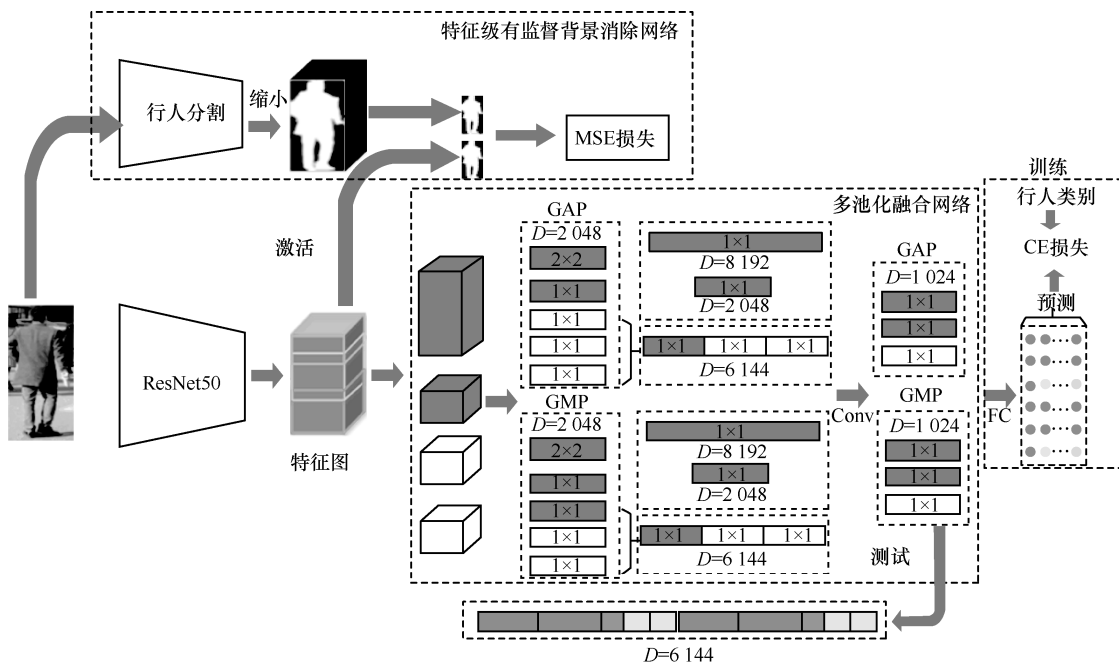 特征级有监督背景消除网络
行人分割
缩小
MSE损失
激活
ResNet50
特征图
多池化融合网络
GAP
D=2 048
2×2
1×1
1×1
1×1
1×1
GMP
D=2 048
2×2
1×1
1×1
1×1
1×1
1×1
D=8 192
1×1
D=2 048
1×1
1×1
1×1
D=6 144
1×1
D=8 192
1×1
D=2 048
1×1
1×1
1×1
D=6 144
Conv
GAP
D=1 024
1×1
1×1
1×1
GMP
D=1 024
1×1
1×1
1×1
FC
训练
行人类别
CE损失
预测
测试
D=6 144